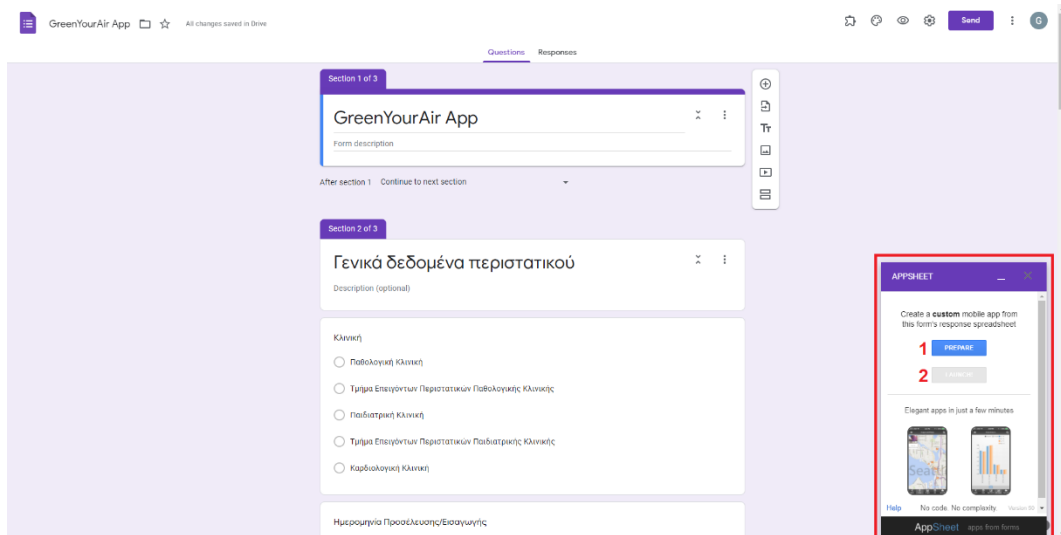 GreenYourAir App
All changes saved in Drive
Send
G
Questions
Responses
Section 1 of 3
GreenYourAir App
Form description
Tт
After section 1 Continue to next section
Section 2 of 3
Γενικά δεδομένα περιστατικού
Description (optional)
Κλινική
Παθολογική Κλινική
Τμήμα Επειγόντων Περιστατικών Παθολογικής Κλινικής
Παιδιατρική Κλινική
Τμήμα Επειγόντων Περιστατικών Παιδιατρικής Κλινικής
Καρδιολογική Κλινική
Ημερομηνία Προσέλευσης/Εισαγωγής
APPSHEET
Create a custom mobile app from
this form's response spreadsheet
1 PREPARE
2 LAUNCH
Elegant apps in just a few minutes
Sear
Help No code. No complexity.
AppSheet apps from forms